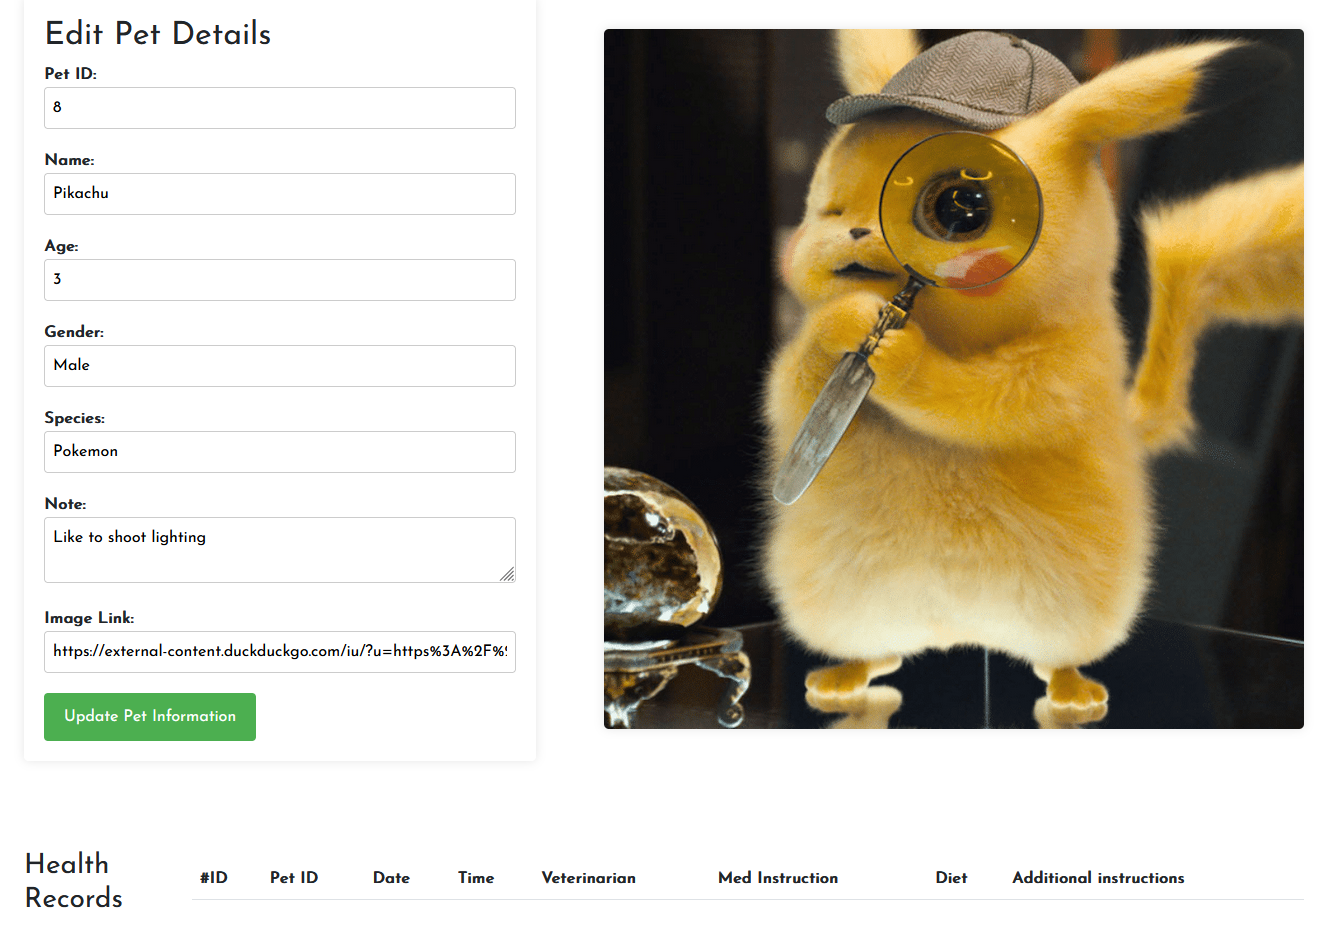 Edit Pet Details
Pet ID:
8
Name:
Pikachu
Age:
3
Gender:
Male
Species:
Pokemon
Note:
Like to shoot lighting
Image Link:
https://external-content.duckduckgo.com/iu/?u=https%3A%2F%
Update Pet Information
Health
Records
#ID Pet ID Date Time Veterinarian Med Instruction Diet Additional instructions